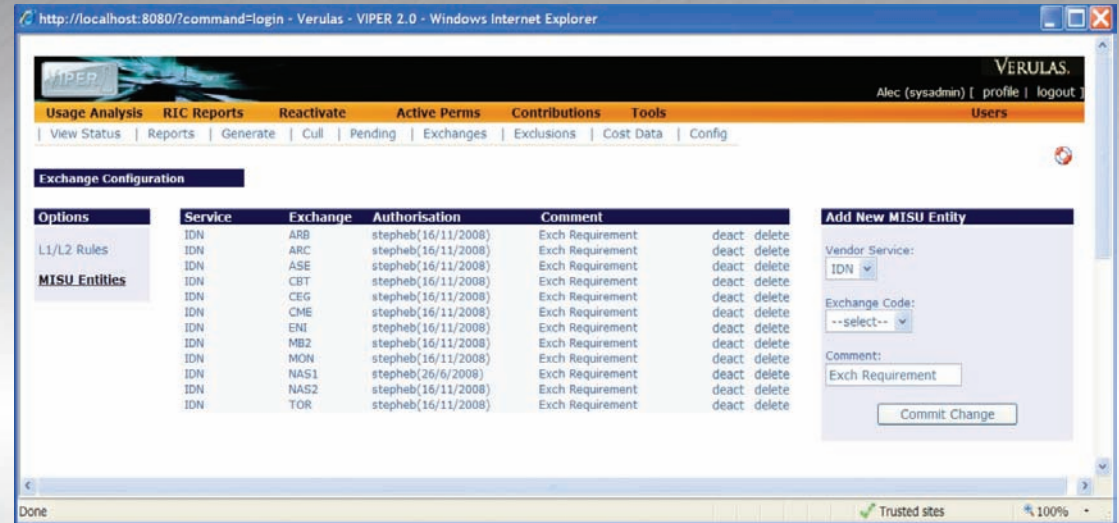 http://localhost:8080/?command=login - Verulas - VIPER 2.0 - Windows Internet Explorer
VIPER
VERULAS.
Alec (sysadmin) [ profile | logout ]
Usage Analysis RIC Reports Reactivate Active Perms Contributions Tools Users
| View Status | Reports | Generate | Cull | Pending | Exchanges | Exclusions | Cost Data | Config
Exchange Configuration
Options
L1/L2 Rules
MISU Entities
Service Exchange Authorisation Comment
IDN ARB stepheb(16/11/2008) Exch Requirement deact delete
IDN ARC stepheb(16/11/2008) Exch Requirement deact delete
IDN ASE stepheb(16/11/2008) Exch Requirement deact delete
IDN CBT stepheb(16/11/2008) Exch Requirement deact delete
IDN CEG stepheb(16/11/2008) Exch Requirement deact delete
IDN CME stepheb(16/11/2008) Exch Requirement deact delete
IDN ENI stepheb(16/11/2008) Exch Requirement deact delete
IDN MB2 stepheb(16/11/2008) Exch Requirement deact delete
IDN MON stepheb(16/11/2008) Exch Requirement deact delete
IDN NAS1 stepheb(26/6/2008) Exch Requirement deact delete
IDN NAS2 stepheb(16/11/2008) Exch Requirement deact delete
IDN TOR stepheb(16/11/2008) Exch Requirement deact delete
Add New MISU Entity
Vendor Service:
IDN
Exchange Code:
--select--
Comment:
Exch Requirement
Commit Change
Done
Trusted sites
100%